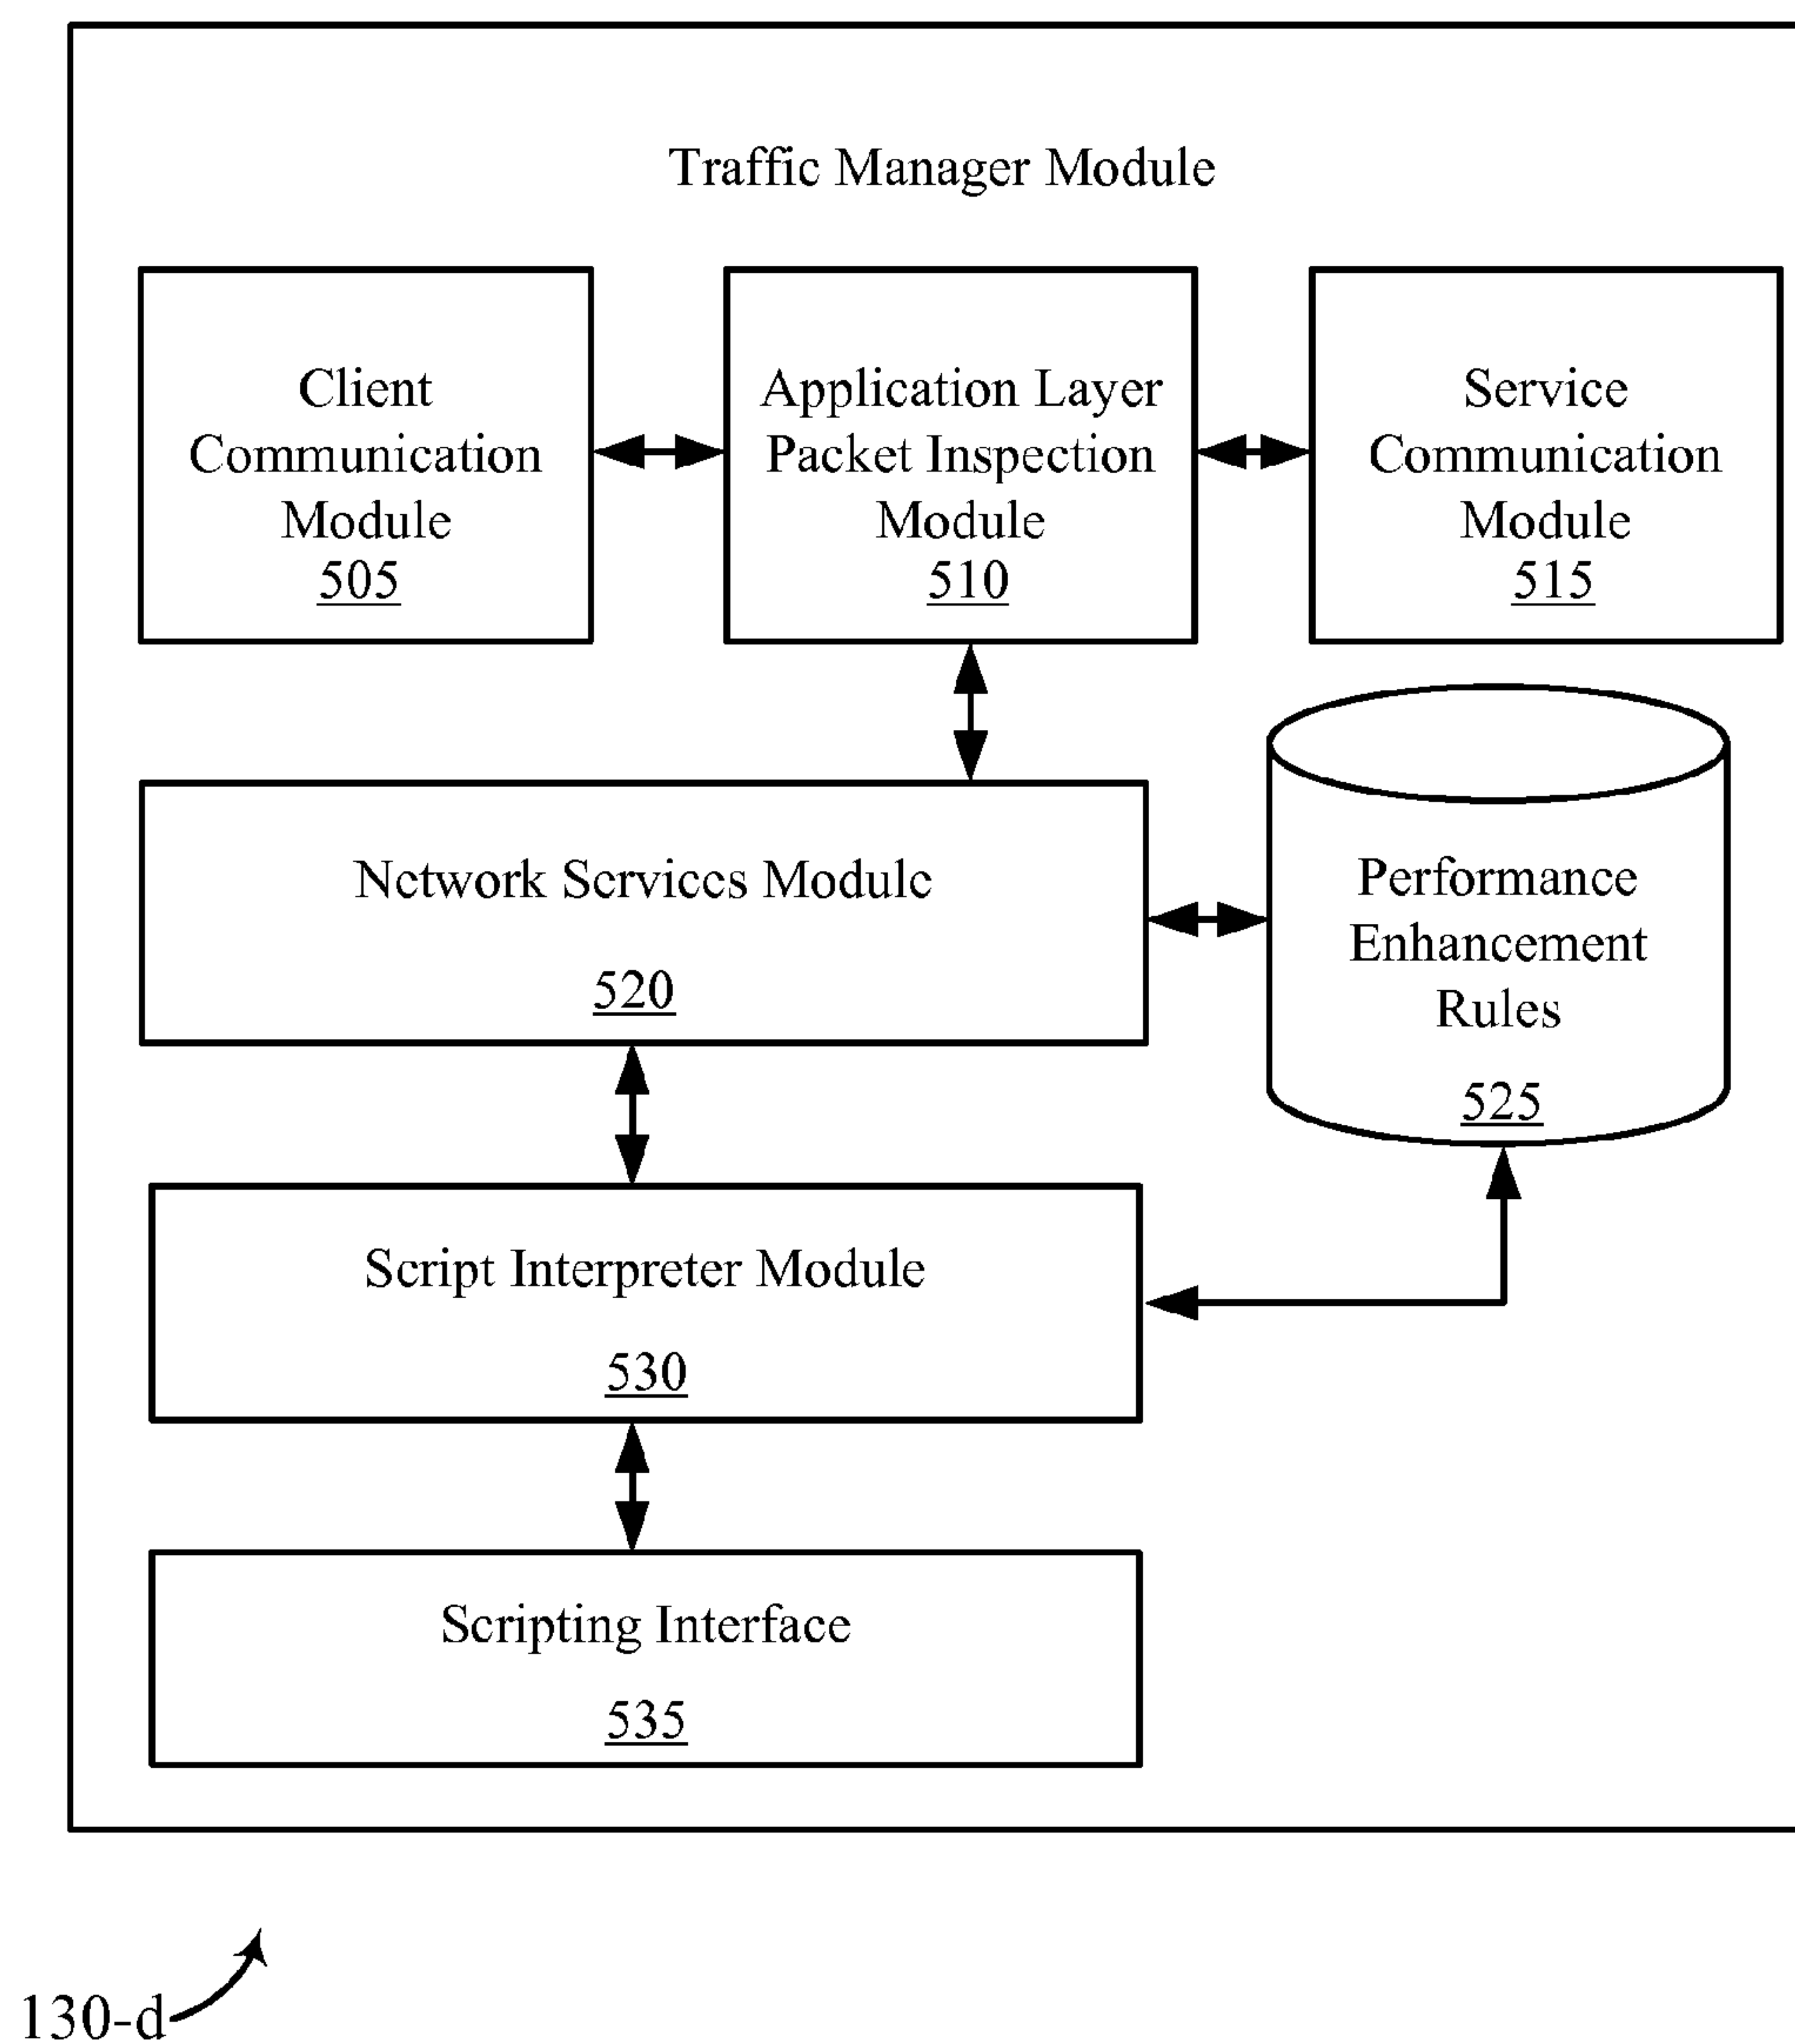 Traffic Manager Module
Client
Communication
Module
505
Application Layer
Packet Inspection
Module
510
Service
Communication
Module
515
Network Services Module
520
Performance
Enhancement
Rules
525
Script Interpreter Module
530
Scripting Interface
535
130-d